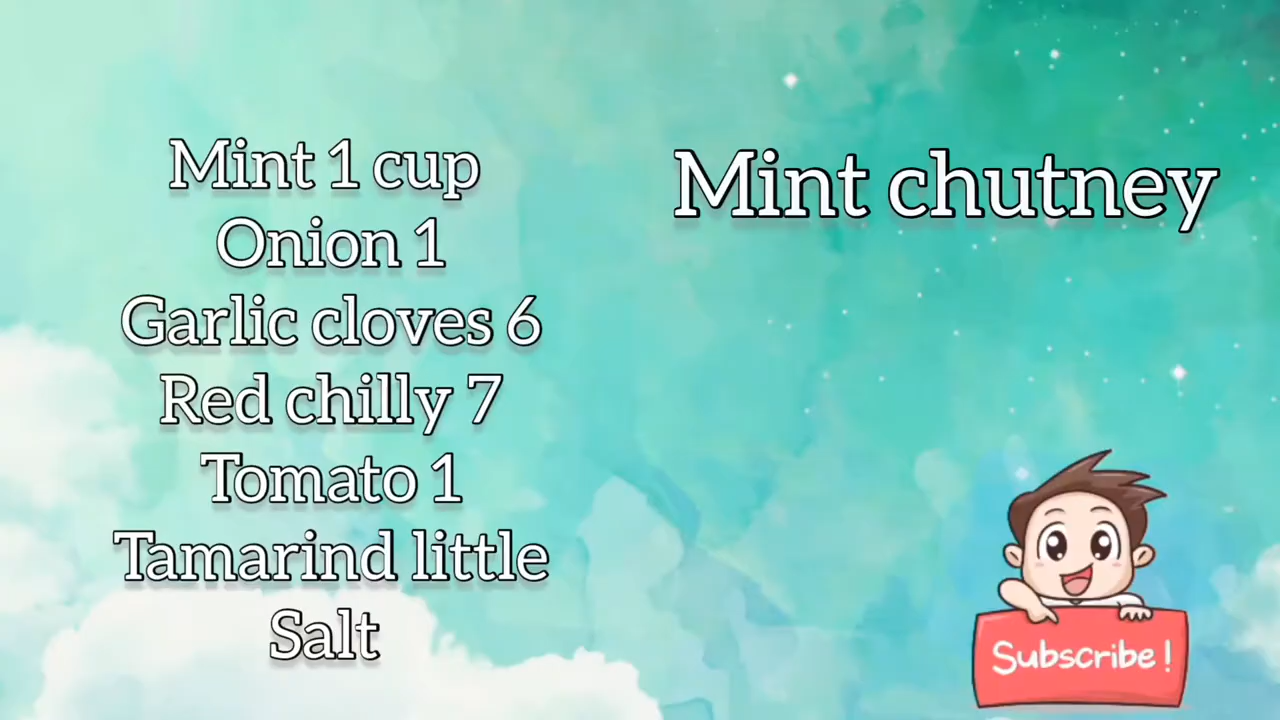 Mint 1 cup
Onion 1
Garlic cloves 6
Red chilly 7
Tomato 1
Tamarind little
Salt
Mint chutney
Subscribe!